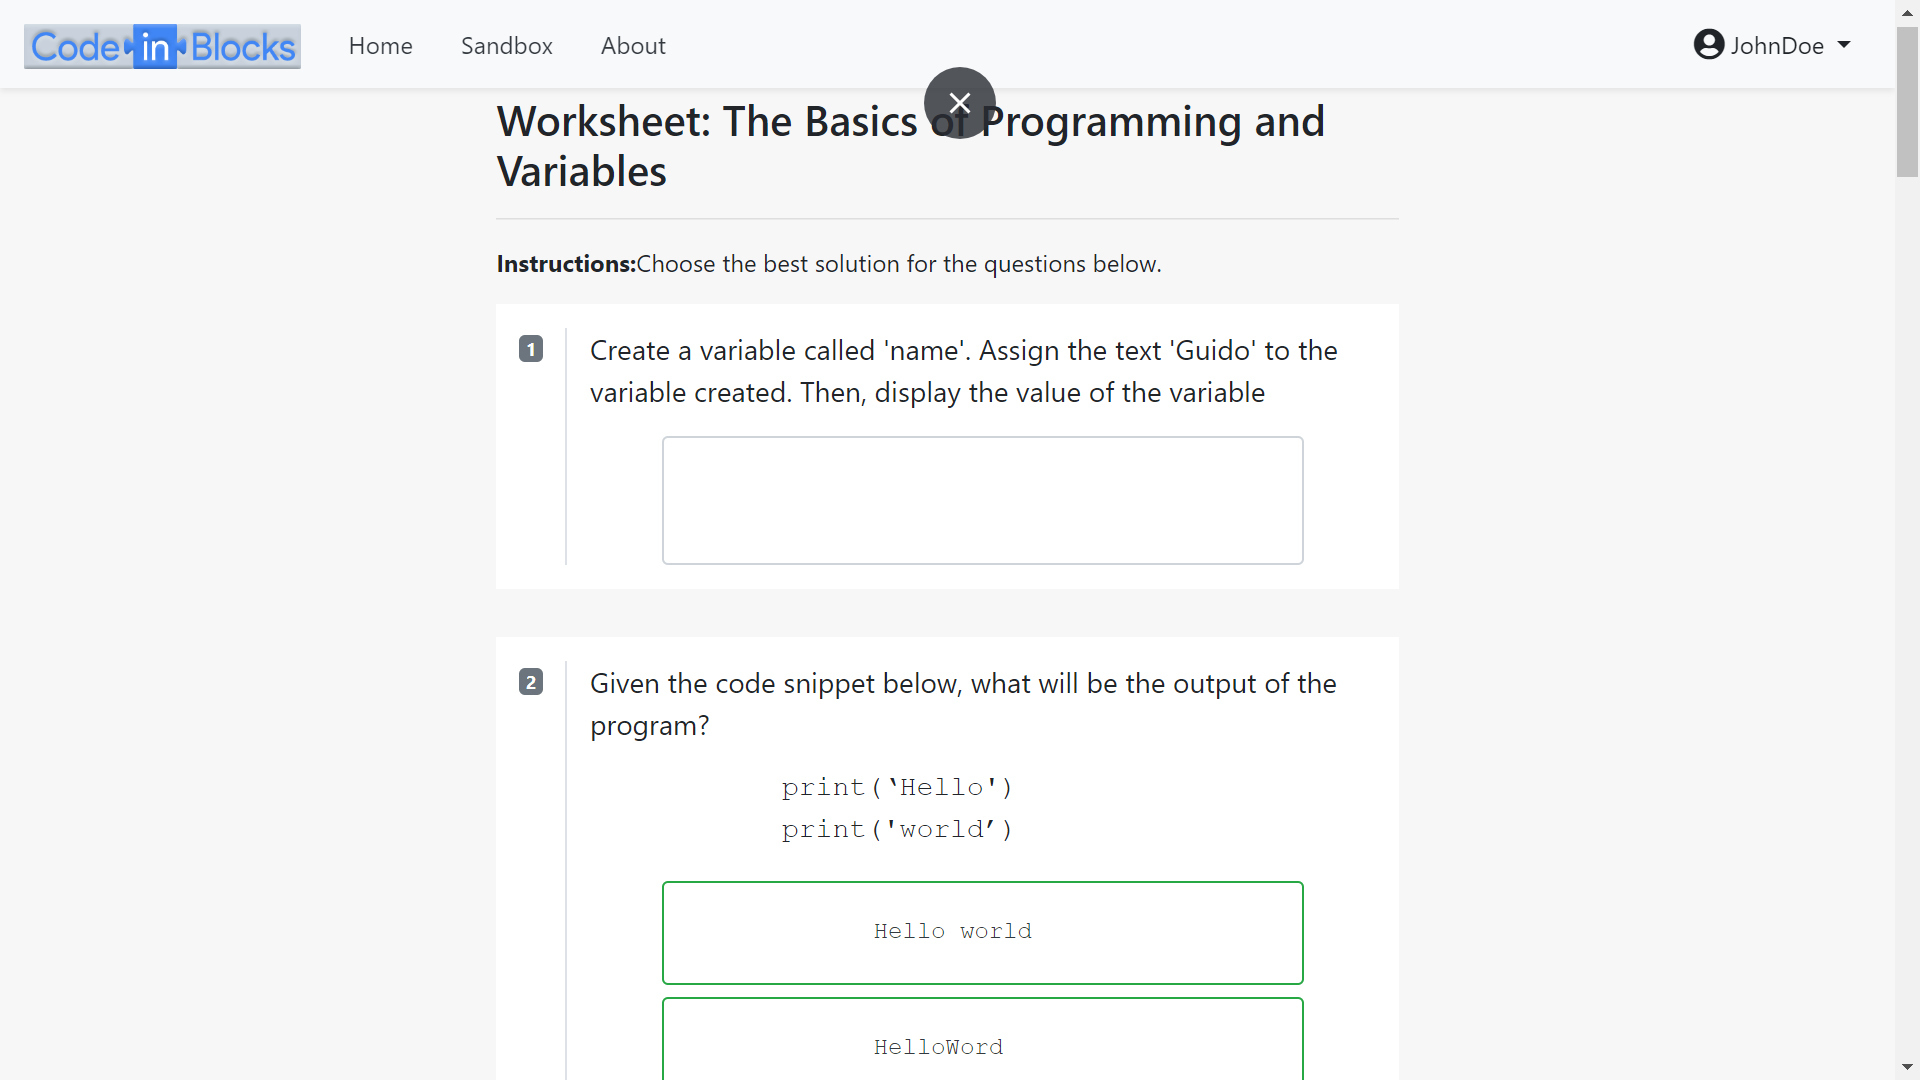 Code in Blocks Home Sandbox About JohnDoe
Worksheet: The Basics of Programming and
Variables
Instructions:Choose the best solution for the questions below.
1 Create a variable called 'name'. Assign the text 'Guido' to the
variable created. Then, display the value of the variable
2 Given the code snippet below, what will be the output of the
program?
print(‛Hello')
print('world’)
Hello world
HelloWord